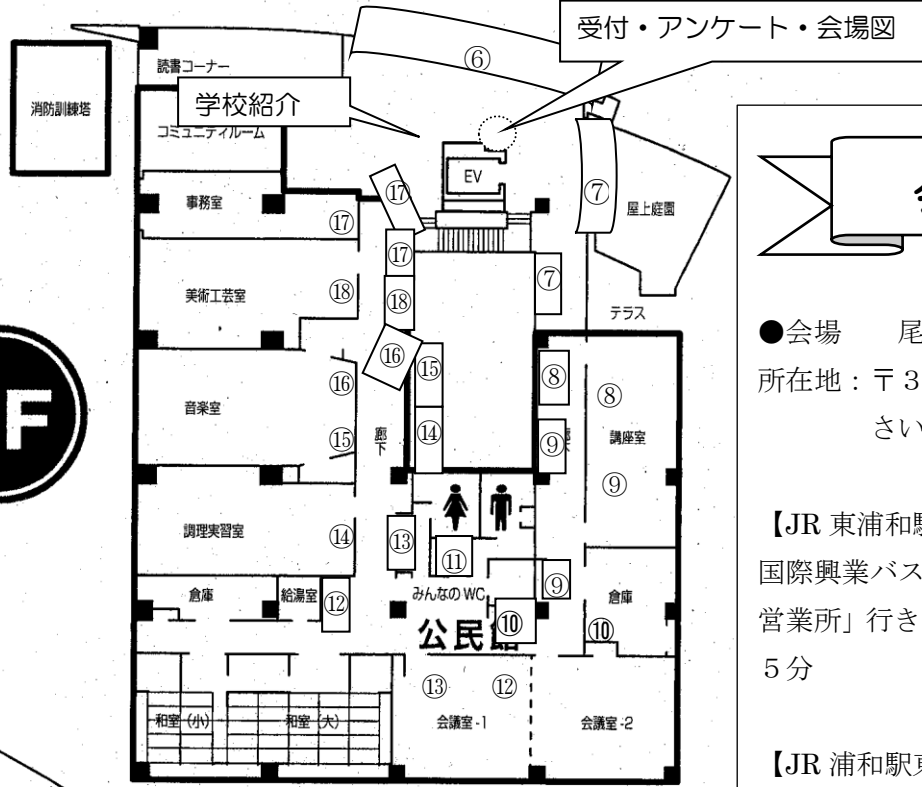 受付・アンケート・会場図
⑥
読書コーナー
消防訓練塔
学校紹介
コミュニティルーム
EV
⑰
⑦
事務室
屋上庭園
⑰
⑰
⑦
美術工芸室
⑱
⑱
テラス
●会場 尾
⑯
F
⑮
⑧
所在地：〒3
⑯
⑧
さい
音楽室
⑮
廊下
⑭
⑨
講座室
⑨
【JR 東浦和駅
調理実習室
⑭
⑬
国際興業バス
⑪
倉庫
給湯室
⑫
みんなのWC
⑨
倉庫
営業所」行き
公民館
⑩
⑩
5分
⑬
⑫
和室(小)
和室(大)
会議室-1
会議室-2
【JR 浦和駅東